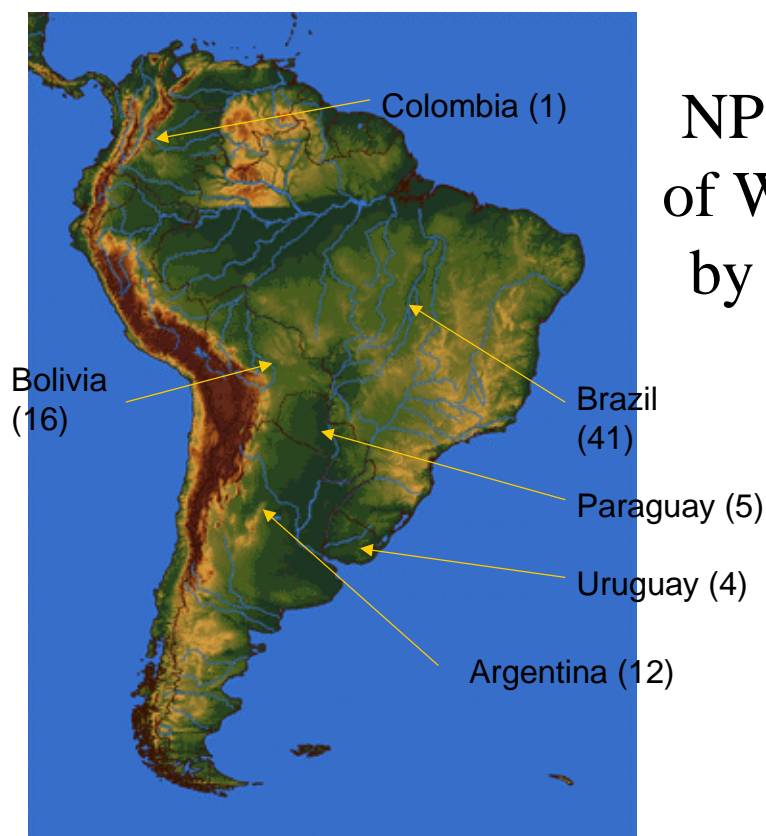 Colombia (1)
NP
of W
by
Bolivia
(16)
Brazil
(41)
Paraguay (5)
Uruguay (4)
Argentina (12)